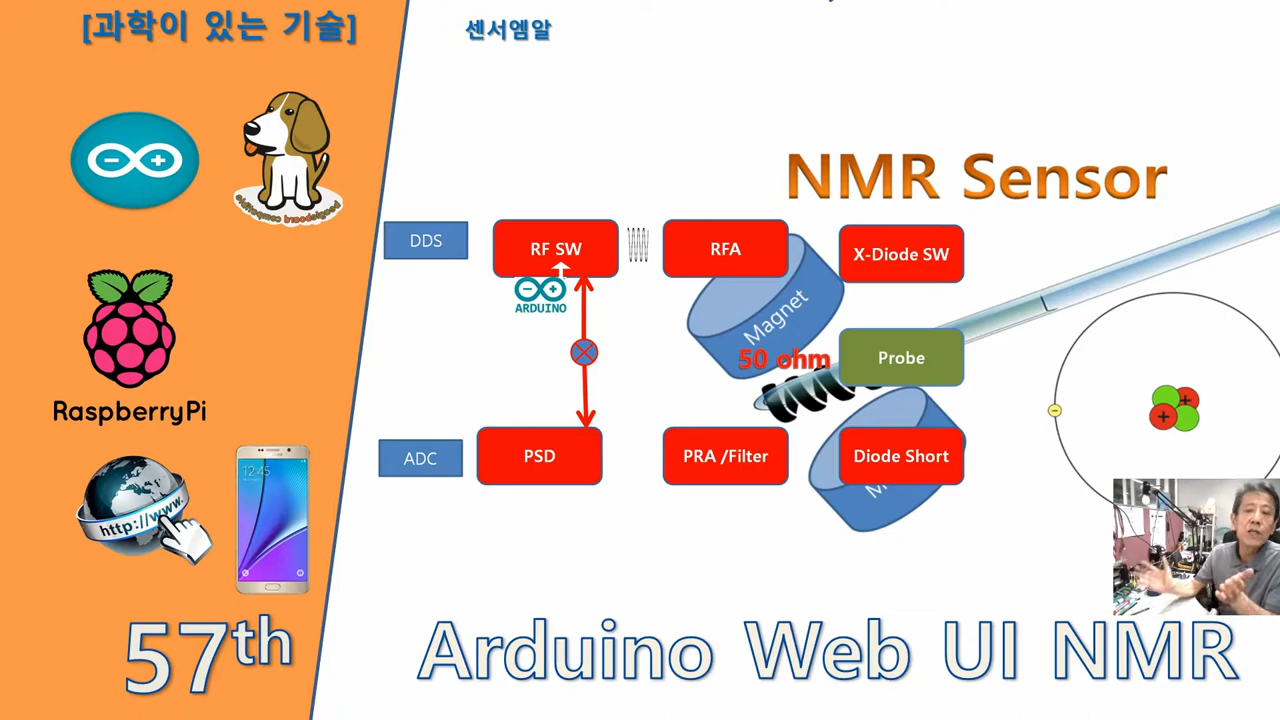 [과학이 있는 기술]
센서엠알
NMR Sensor
DDS
RF SW
RFA
X-Diode SW
ARDUINO
Magnet
50 ohm
Probe
RaspberryPi
ADC
PSD
PRA /Filter
Diode Short
12:45
http://www.
57th
Arduino Web UI NMR